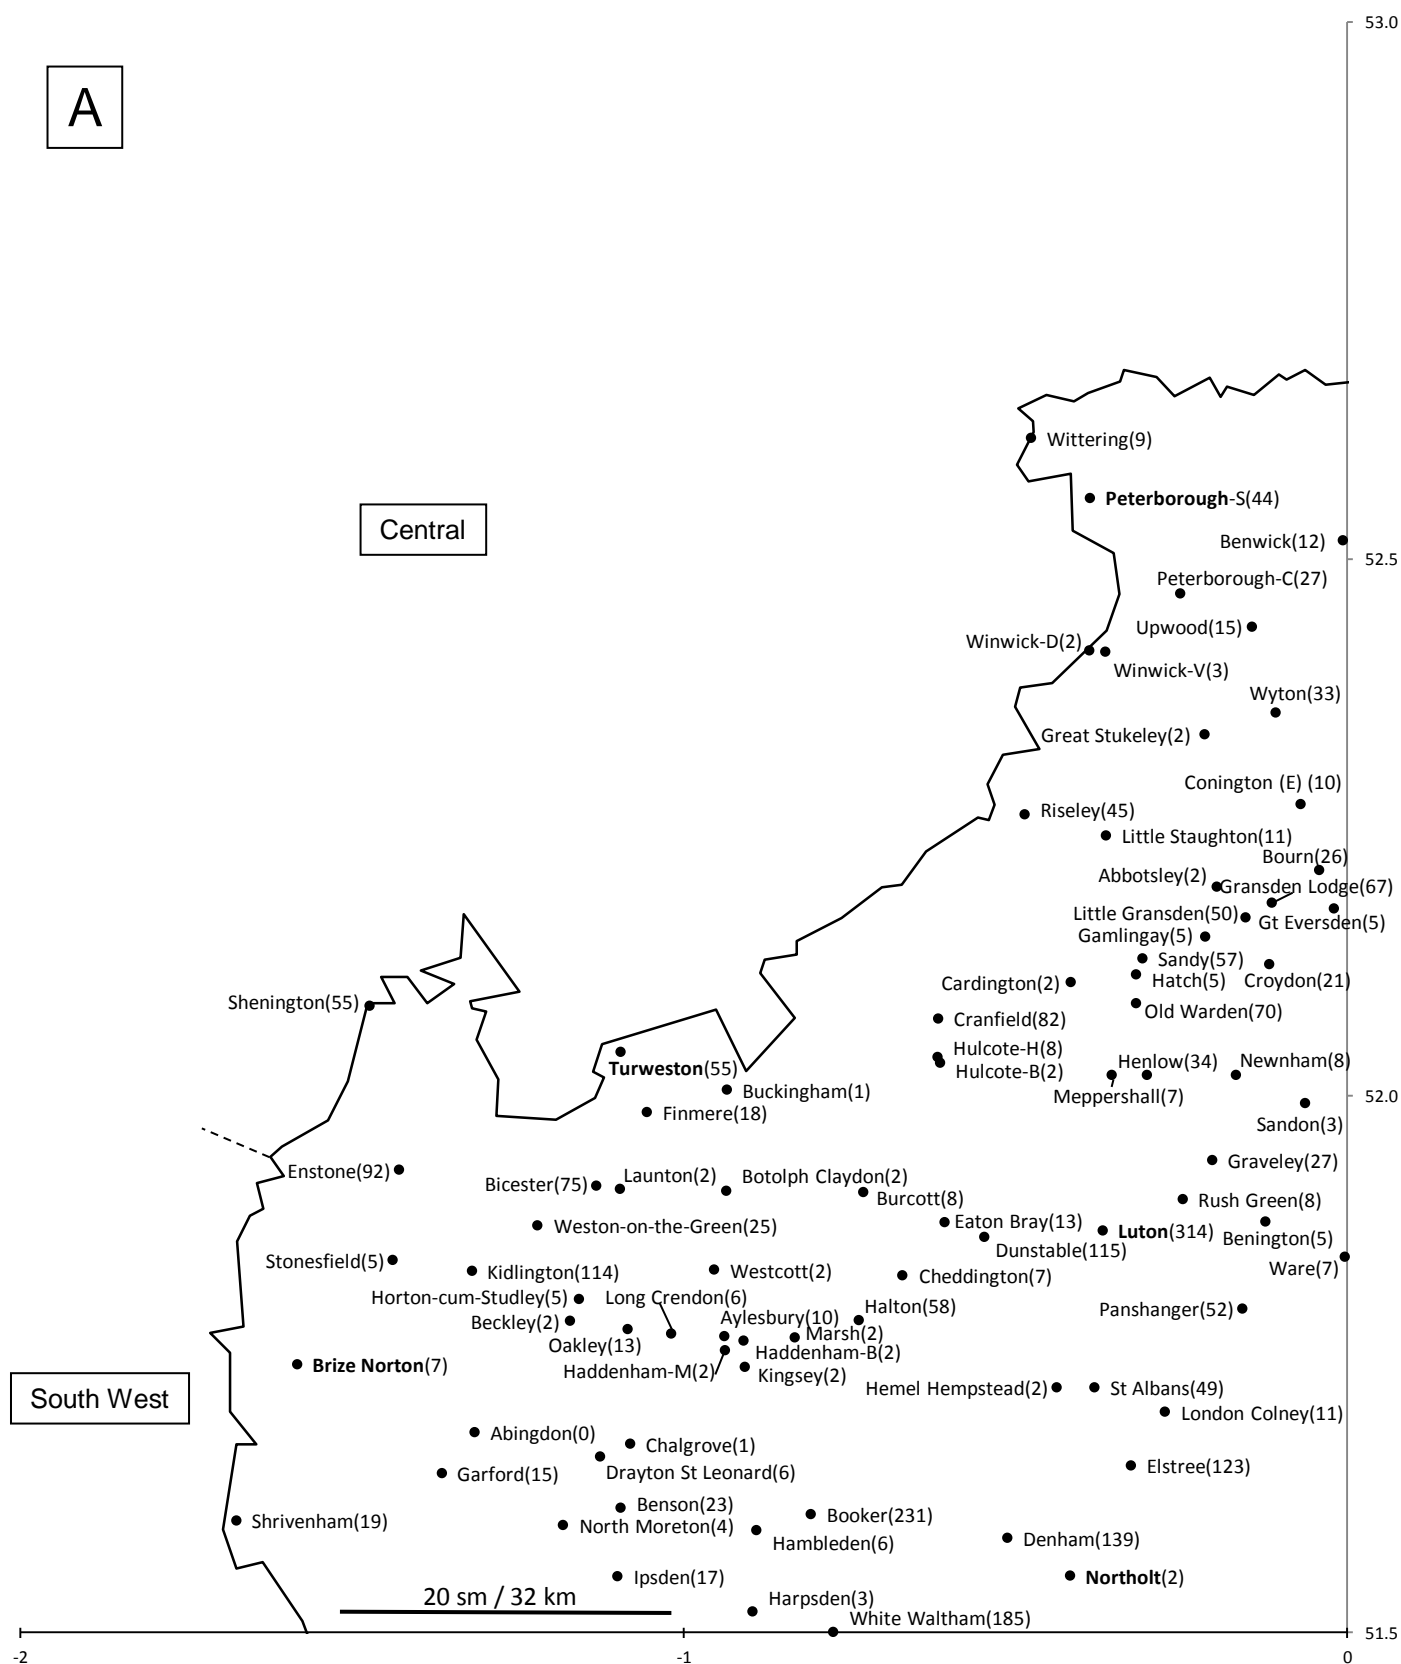 53.0
A
Wittering(9)
Peterborough-S(44)
Central
Benwick(12)
52.5
Peterborough-C(27)
Upwood(15)
Winwick-D(2)
Winwick-V(3)
Wyton(33)
Great Stukeley(2)
Conington (E) (10)
Riseley(45)
Little Staughton(11)
Bourn(26)
Abbotsley(2)
Gransden Lodge(67)
Little Gransden(50)
Gt Eversden(5)
Gamlingay(5)
Sandy(57)
Hatch(5)
Croydon(21)
Cardington(2)
Shenington(55)
Old Warden(70)
Cranfield(82)
Hulcote-H(8)
Henlow(34)
Newnham(8)
Turweston(55)
Hulcote-B(2)
Buckingham(1)
Meppershall(7)
52.0
Finmere(18)
Sandon(3)
Graveley(27)
Enstone(92)
Bicester(75)
Launton(2)
Botolph Claydon(2)
Burcott(8)
Rush Green(8)
Weston-on-the-Green(25)
Eaton Bray(13)
Luton(314)
Benington(5)
Dunstable(115)
Stonesfield(5)
Kidlington(114)
Westcott(2)
Cheddington(7)
Ware(7)
Horton-cum-Studley(5)
Long Crendon(6)
Halton(58)
Panshanger(52)
Beckley(2)
Aylesbury(10)
Marsh(2)
Oakley(13)
Haddenham-B(2)
Brize Norton(7)
Haddenham-M(2)
Kingsey(2)
Hemel Hempstead(2)
St Albans(49)
South West
London Colney(11)
Abingdon(0)
Chalgrove(1)
Garford(15)
Drayton St Leonard(6)
Elstree(123)
Benson(23)
Booker(231)
Shrivenham(19)
North Moreton(4)
Hambleden(6)
Denham(139)
Ipsden(17)
Northolt(2)
20 sm / 32 km
Harpsden(3)
White Waltham(185)
51.5
-2
-1
0